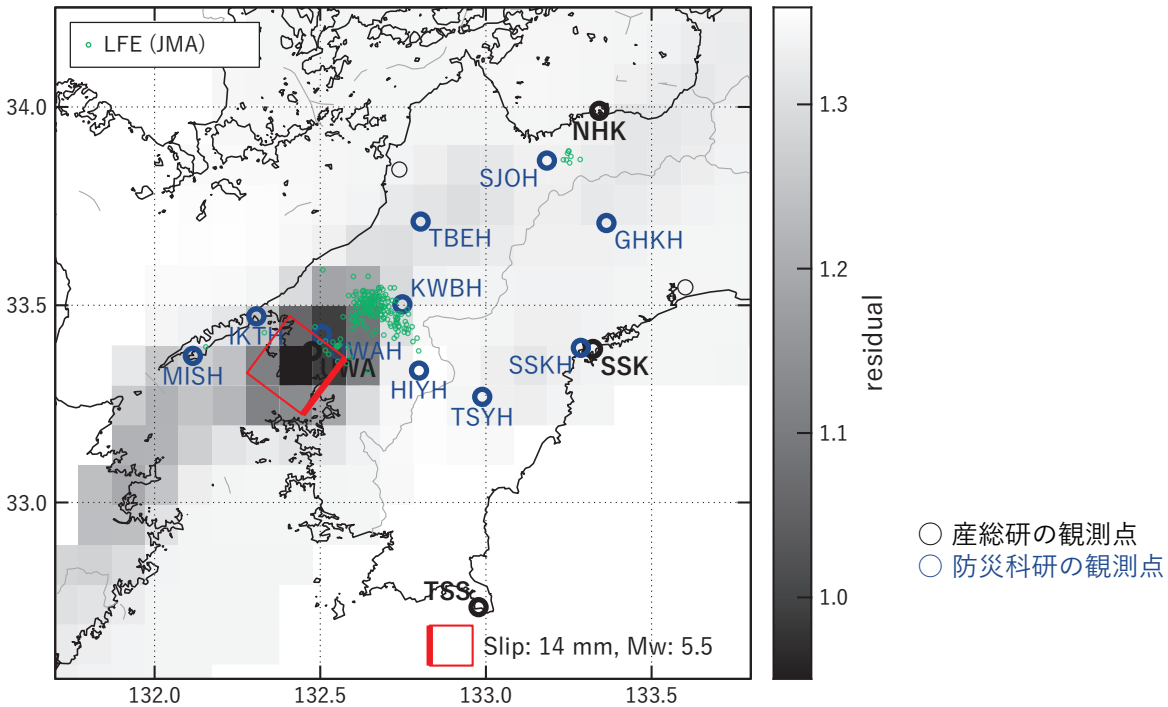 LFE (JMA)
34.0
33.5
33.0
132.0
132.5
133.0
133.5
NHK
SJOH
TBEH
GHKH
KWBH
IKTH
UWAH
UWA
MISH
HIYH
SSKH
SSK
TSYH
TSS
Slip: 14 mm, Mw: 5.5
1.3
1.2
1.1
1.0
residual
産総研の観測点
防災科研の観測点